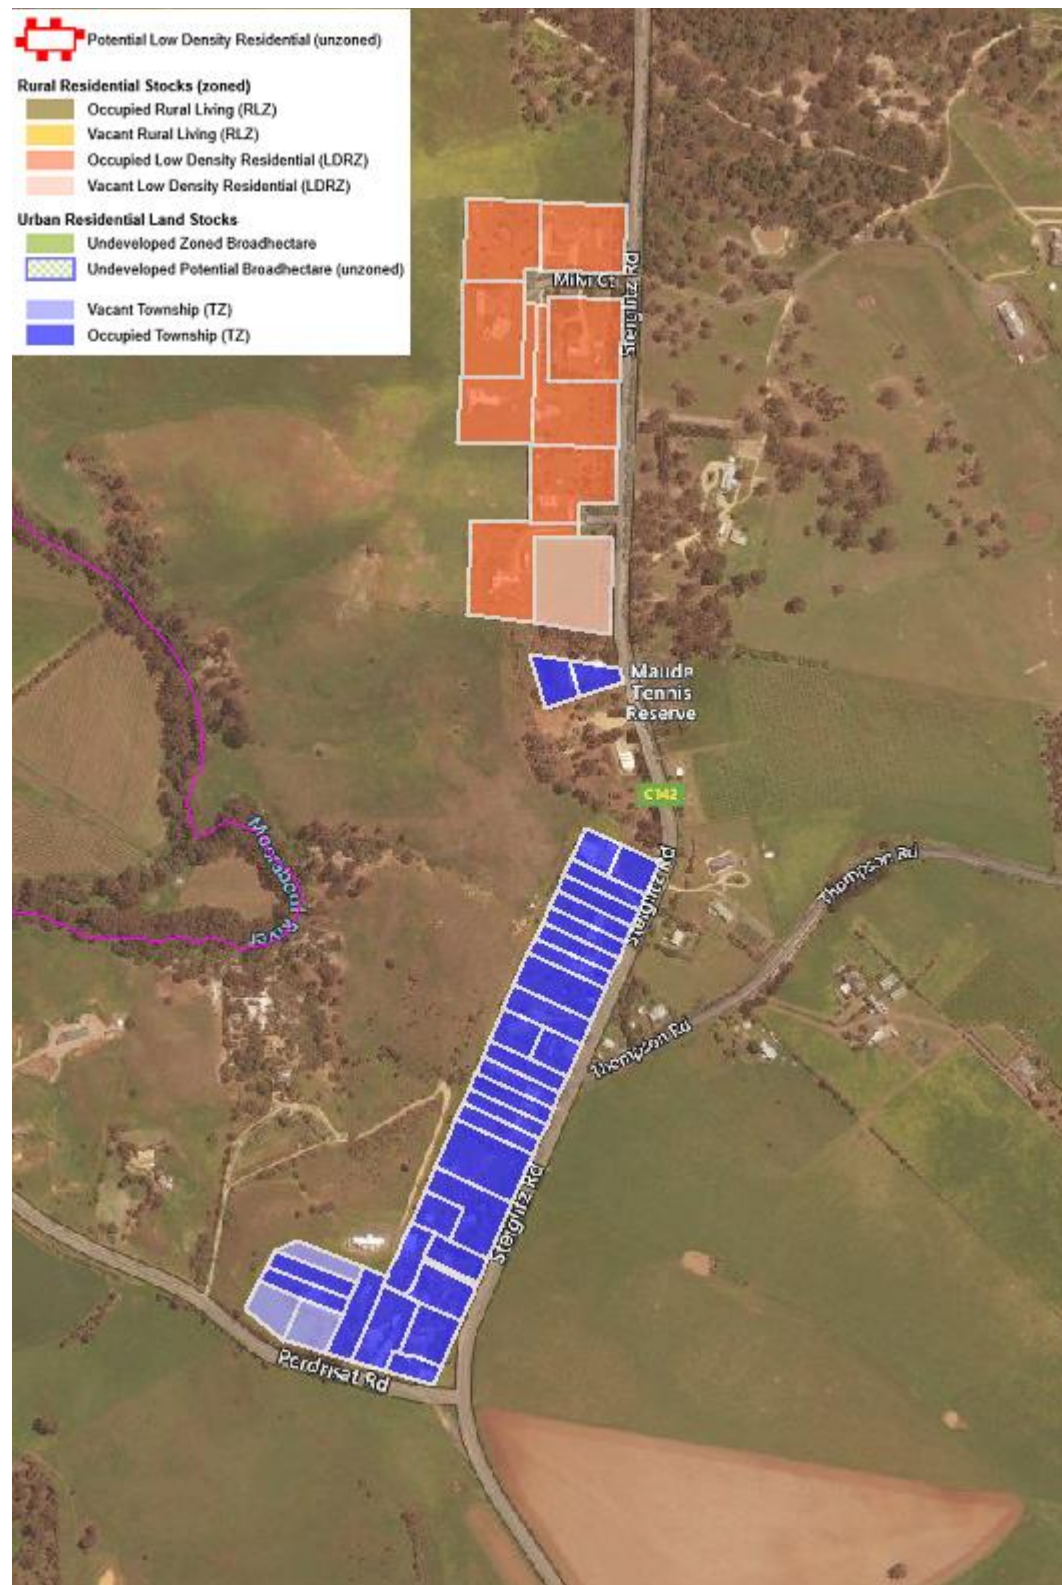 Potential Low Density Residential (unzoned)
Rural Residential Stocks (zoned)
Occupied Rural Living (RLZ)
Vacant Rural Living (RLZ)
Occupied Low Density Residential (LDRZ)
Vacant Low Density Residential (LDRZ)
Urban Residential Land Stocks
Undeveloped Zoned Broadhectare
Undeveloped Potential Broadhectare (unzoned)
Vacant Township (TZ)
Occupied Township (TZ)
Milvi Ct
Steiglitz Rd
Maude
Tennis
Reserve
C142
Moorabool River
Steiglitz Rd
Thompson Rd
Thompson Rd
Steiglitz Rd
Perdrisat Rd